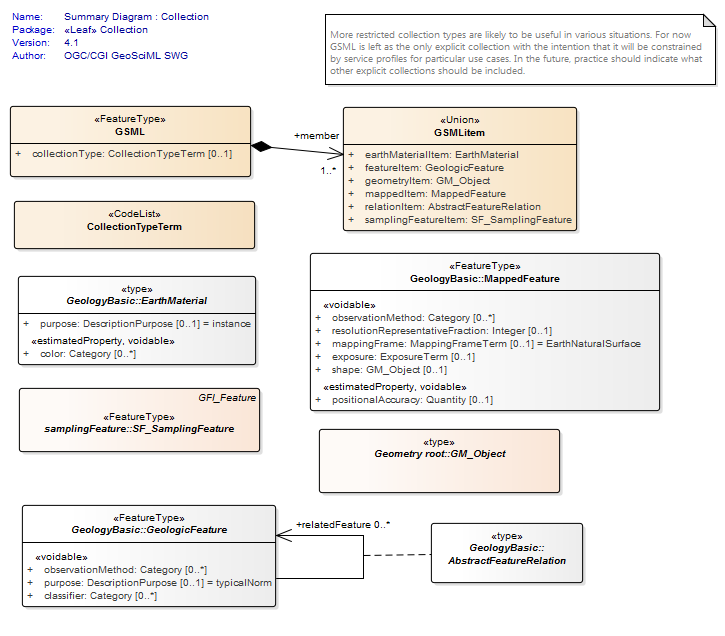 Name: Summary Diagram : Collection
Package: «Leaf» Collection
Version: 4.1
Author: OGC/CGI GeoSciML SWG
More restricted collection types are likely to be useful in various situations. For now
GSML is left as the only explicit collection with the intention that it will be constrained
by service profiles for particular use cases. In the future, practice should indicate what
other explicit collections should be included.
«FeatureType»
GSML
+ collectionType: CollectionTypeTerm [0..1]
+member
1..*
«Union»
GSMLitem
+ earthMaterialItem: EarthMaterial
+ featureItem: GeologicFeature
+ geometryItem: GM_Object
+ mappedItem: MappedFeature
+ relationItem: AbstractFeatureRelation
+ samplingFeatureItem: SF_SamplingFeature
«CodeList»
CollectionTypeTerm
«type»
GeologyBasic::EarthMaterial
+ purpose: DescriptionPurpose [0..1] = instance
«estimatedProperty, voidable»
+ color: Category [0..*]
«FeatureType»
GeologyBasic::MappedFeature
«voidable»
+ observationMethod: Category [0..*]
+ resolutionRepresentativeFraction: Integer [0..1]
+ mappingFrame: MappingFrameTerm [0..1] = EarthNaturalSurface
+ exposure: ExposureTerm [0..1]
+ shape: GM_Object [0..1]
«estimatedProperty, voidable»
+ positionalAccuracy: Quantity [0..1]
GFI_Feature
«FeatureType»
samplingFeature::SF_SamplingFeature
«type»
Geometry root::GM_Object
«FeatureType»
GeologyBasic::GeologicFeature
«voidable»
+ observationMethod: Category [0..*]
+ purpose: DescriptionPurpose [0..1] = typicalNorm
+ classifier: Category [0..*]
+relatedFeature 0..*
«type»
GeologyBasic::
AbstractFeatureRelation